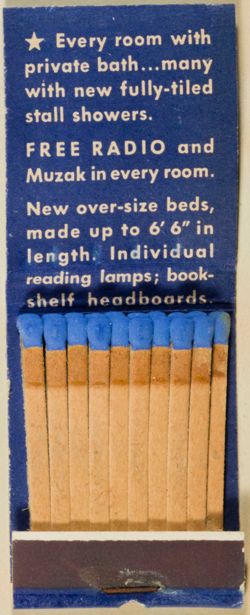 ★ Every room with
private bath...many
with new fully-tiled
stall showers.
FREE RADIO and
Muzak in every room.
New over-size beds,
made up to 6' 6" in
length. Individual
reading lamps; book-
shelf headboards.